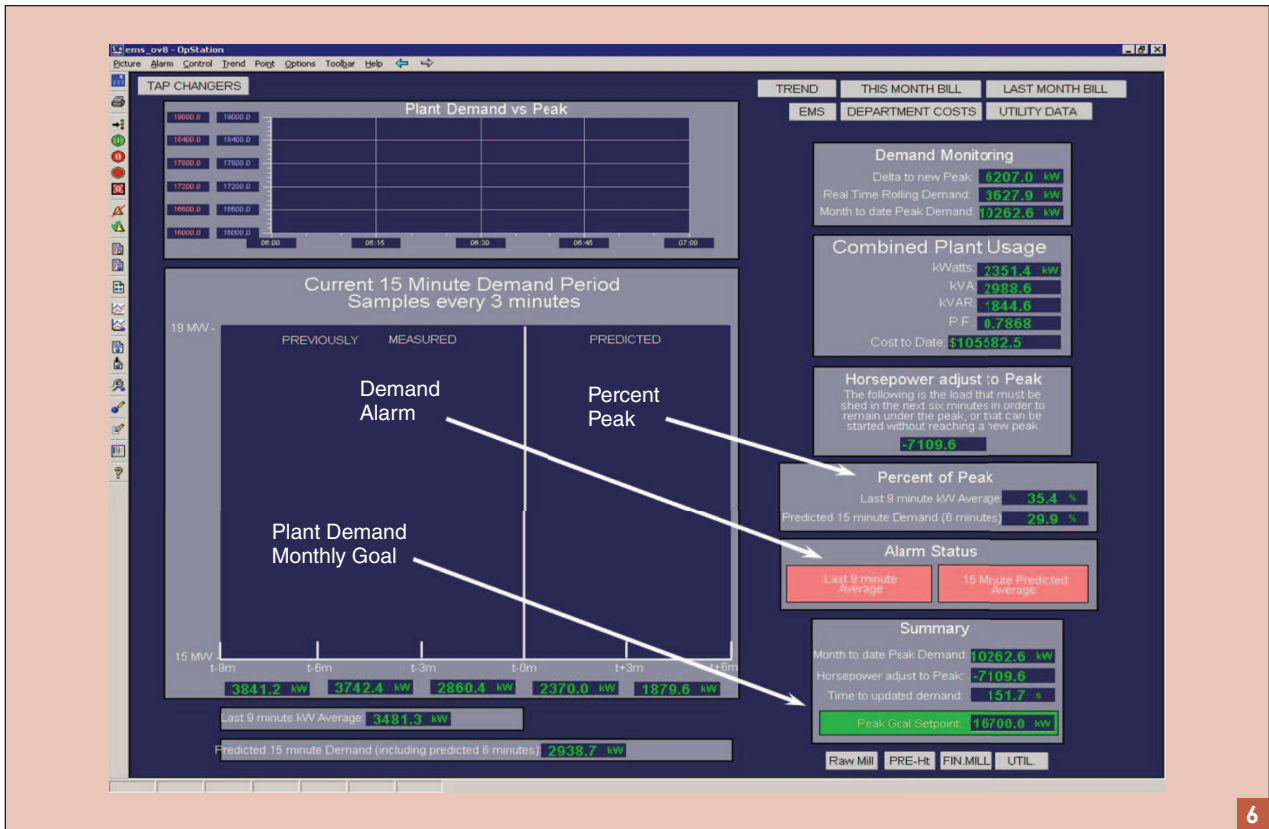 ems_ov8 - OpStation
Picture Alarm Control Trend Point Options Toolbar Help
TAP CHANGERS
TREND THIS MONTH BILL LAST MONTH BILL
EMS DEPARTMENT COSTS UTILITY DATA
Plant Demand vs Peak
19000.0 19000.0
18400.0 18400.0
17800.0 17800.0
17200.0 17200.0
16600.0 16600.0
16000.0 16000.0
06:00 06:15 06:30 06:45 07:00
Demand Monitoring
Delta to new Peak: 6207.0 kW
Real Time Rolling Demand: 3627.9 kW
Month to date Peak Demand: 10262.6 kW
Combined Plant Usage
kWatts: 2351.4 kW
kVA: 2988.6
kVAR: 1844.6
P.F.: 0.7868
Cost to Date: $105582.5
Current 15 Minute Demand Period
Samples every 3 minutes
19 MW -
PREVIOUSLY MEASURED PREDICTED
Demand
Alarm
Percent
Peak
Plant Demand
Monthly Goal
15 MW -
t-9m t-6m t-3m t-0m t+3m t+6m
3841.2 kW 3742.4 kW 2860.4 kW 2370.0 kW 1879.6 kW
Last 9 minute kW Average: 3481.3 kW
Predicted 15 minute Demand (including predicted 6 minutes): 2938.7 kW
Horsepower adjust to Peak
The following is the load that must be
shed in the next six minutes in order to
remain under the peak, or that can be
started without reaching a new peak.
-7109.6
Percent of Peak
Last 9 minute kW Average: 35.4 %
Predicted 15 minute Demand (6 minutes) 29.9 %
Alarm Status
Last 9 minute
Average
15 Minute Predicted
Average
Summary
Month to date Peak Demand: 10262.6 kW
Horsepower adjust to Peak: -7109.6
Time to updated demand: 151.7 s
Peak Goal Setpoint: 16700.0 kW
Raw Mill PRE-Ht FIN.MILL UTIL.
6